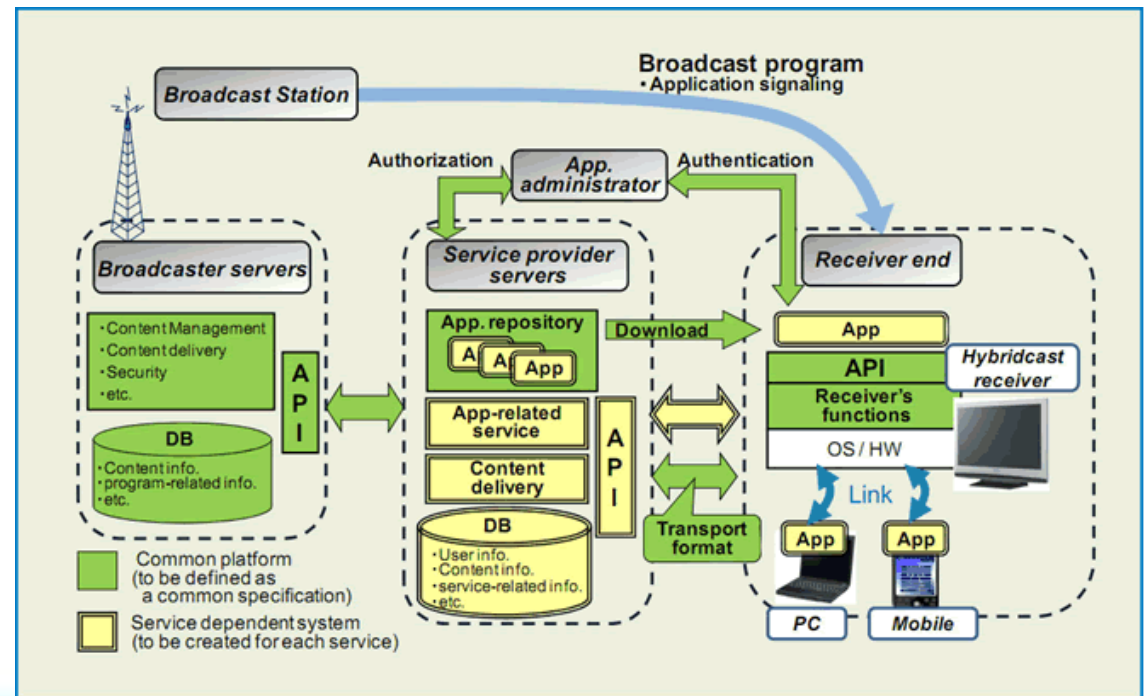 Broadcast program
・Application signaling
Broadcast Station
Authorization
App.
administrator
Authentication
Broadcaster servers
・Content Management
・Content delivery
・Security
・etc.
A
P
I
DB
・Content info.
・program-related info.
・etc.
Service provider
servers
App. repository
Ap
Ap
App
App-related
service
Content
delivery
A
P
I
DB
・User info.
・Content info.
・service-related info.
・etc.
Download
Transport
format
Receiver end
App
API
Receiver's
functions
OS / HW
Hybridcast
receiver
Link
App
App
PC
Mobile
Common platform
(to be defined as
a common specification)
Service dependent system
(to be created for each service)